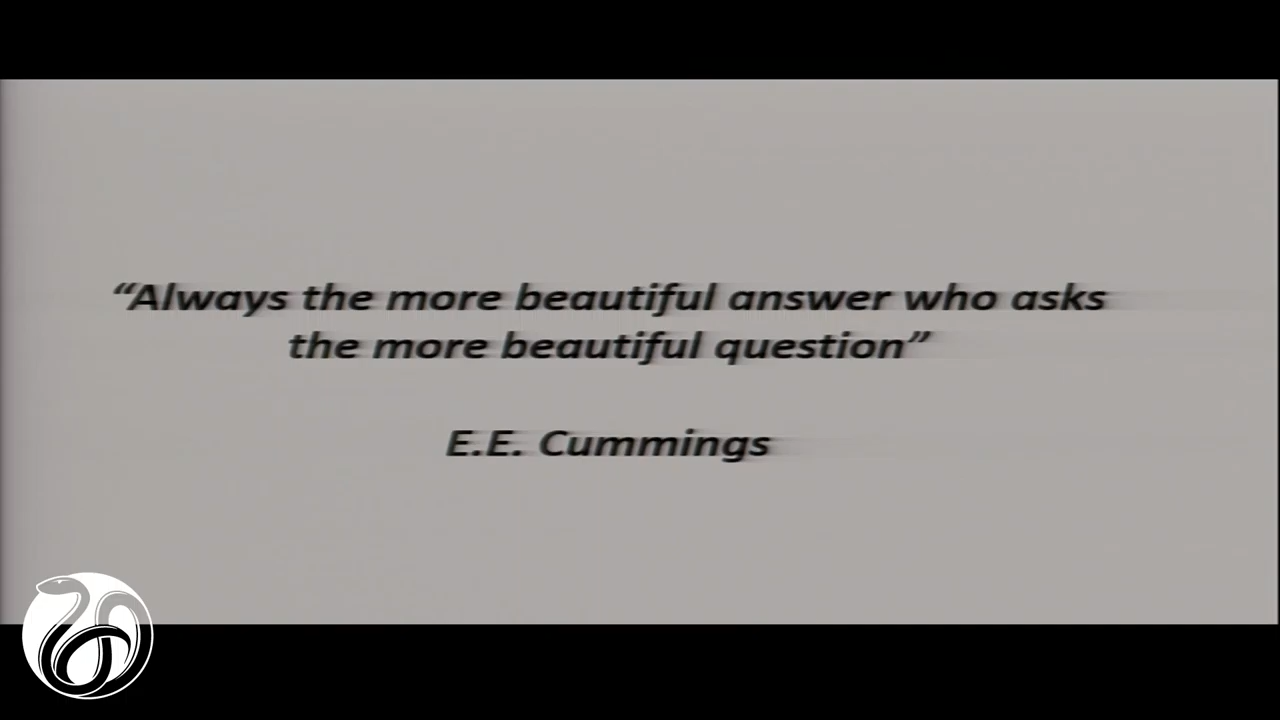 “Always the more beautiful answer who asks
the more beautiful question”
E.E. Cummings